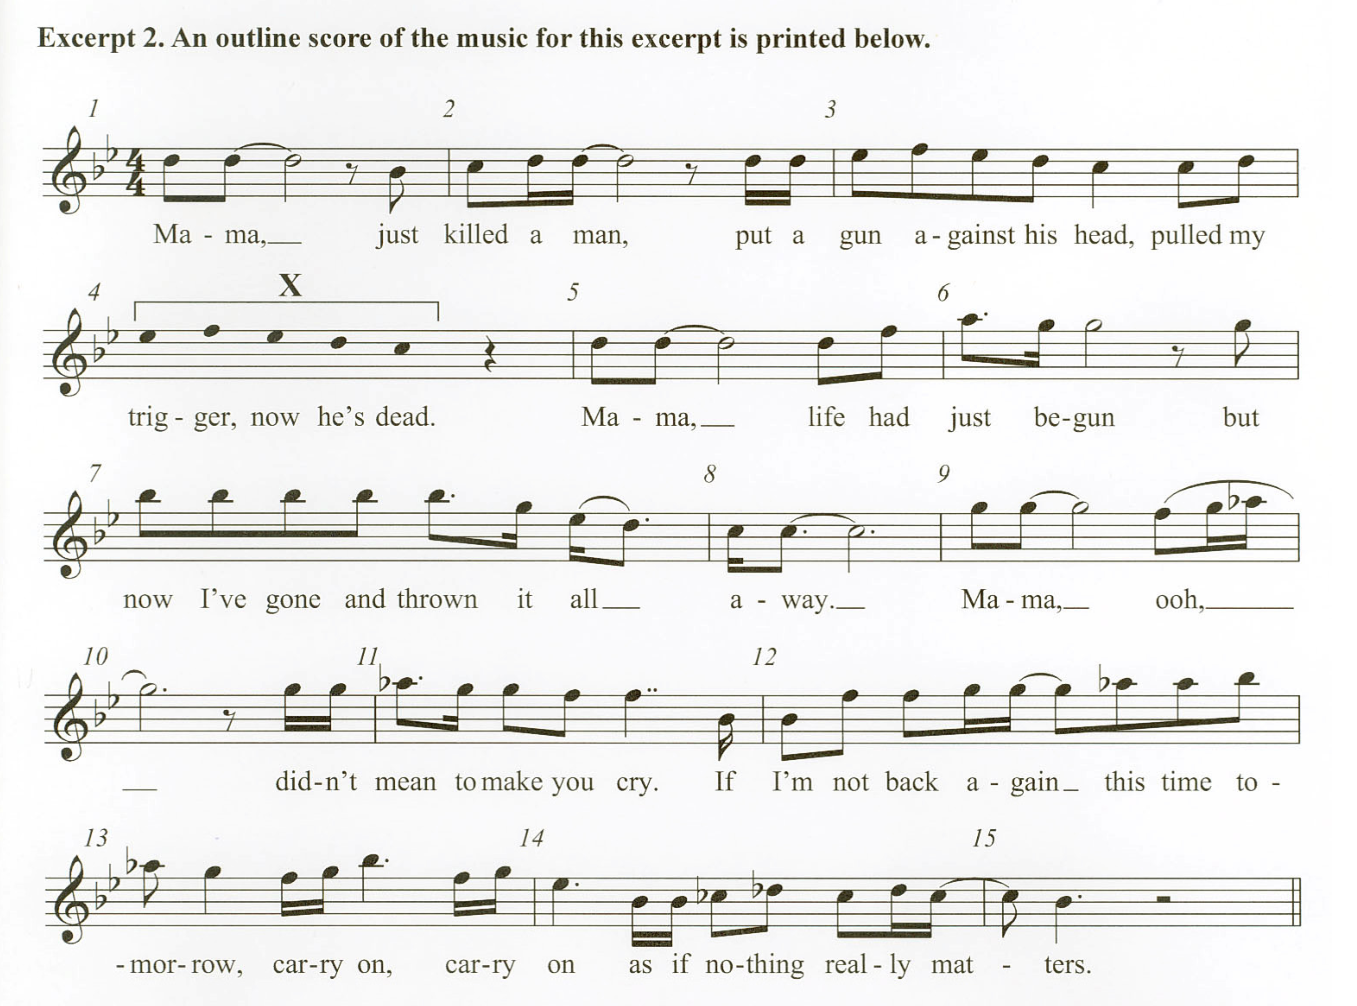 Excerpt 2. An outline score of the music for this excerpt is printed below.
1 2 3
4
4
Ma - ma, just killed a man, put a gun a - gainst his head, pulled my
4 X 5 6
trig - ger, now he's dead. Ma - ma, life had just be - gun but
7 8 9
now I've gone and thrown it all a - way. Ma - ma, ooh,
10 11 12
did - n't mean to make you cry. If I'm not back a - gain this time to -
13 14 15
- mor - row, car - ry on, car - ry on as if no - thing real - ly mat - ters.